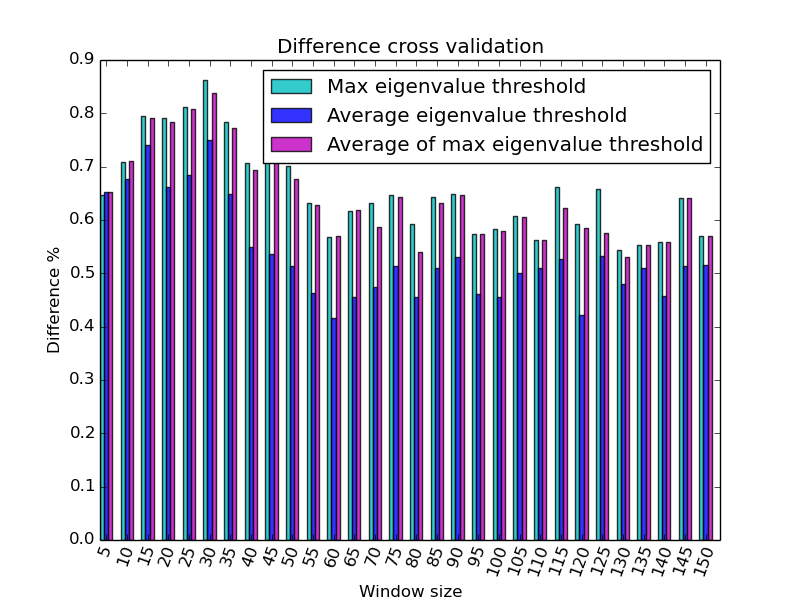 Difference cross validation
Max eigenvalue threshold
Average eigenvalue threshold
Average of max eigenvalue threshold
Difference %
0.9
0.8
0.7
0.6
0.5
0.4
0.3
0.2
0.1
0.0
5 10 15 20 25 30 35 40 45 50 55 60 65 70 75 80 85 90 95 100 105 110 115 120 125 130 135 140 145 150
Window size